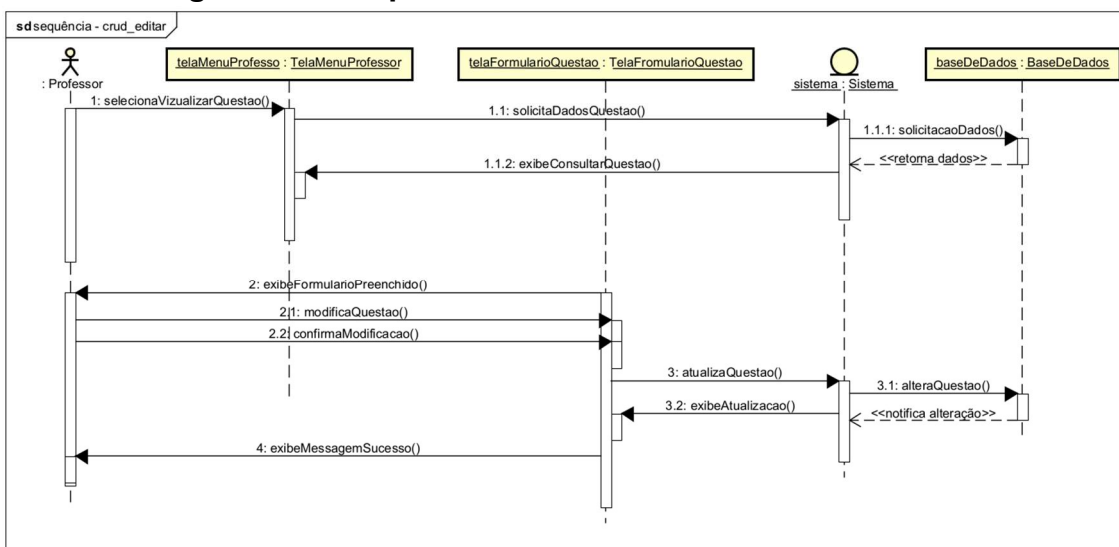 sd sequência - crud_editar
: Professor
telaMenuProfesso : TelaMenuProfessor
telaFormularioQuestao : TelaFromularioQuestao
sistema : Sistema
baseDeDados : BaseDeDados
1: selecionaVizualizarQuestao()
1.1: solicitaDadosQuestao()
1.1.1: solicitacaoDados()
<<retorna dados>>
1.1.2: exibeConsultarQuestao()
2: exibeFormularioPreenchido()
2.1: modificaQuestao()
2.2: confirmaModificacao()
3: atualizaQuestao()
3.1: alteraQuestao()
3.2: exibeAtualizacao()
<<notifica alteração>>
4: exibeMensagemSucesso()